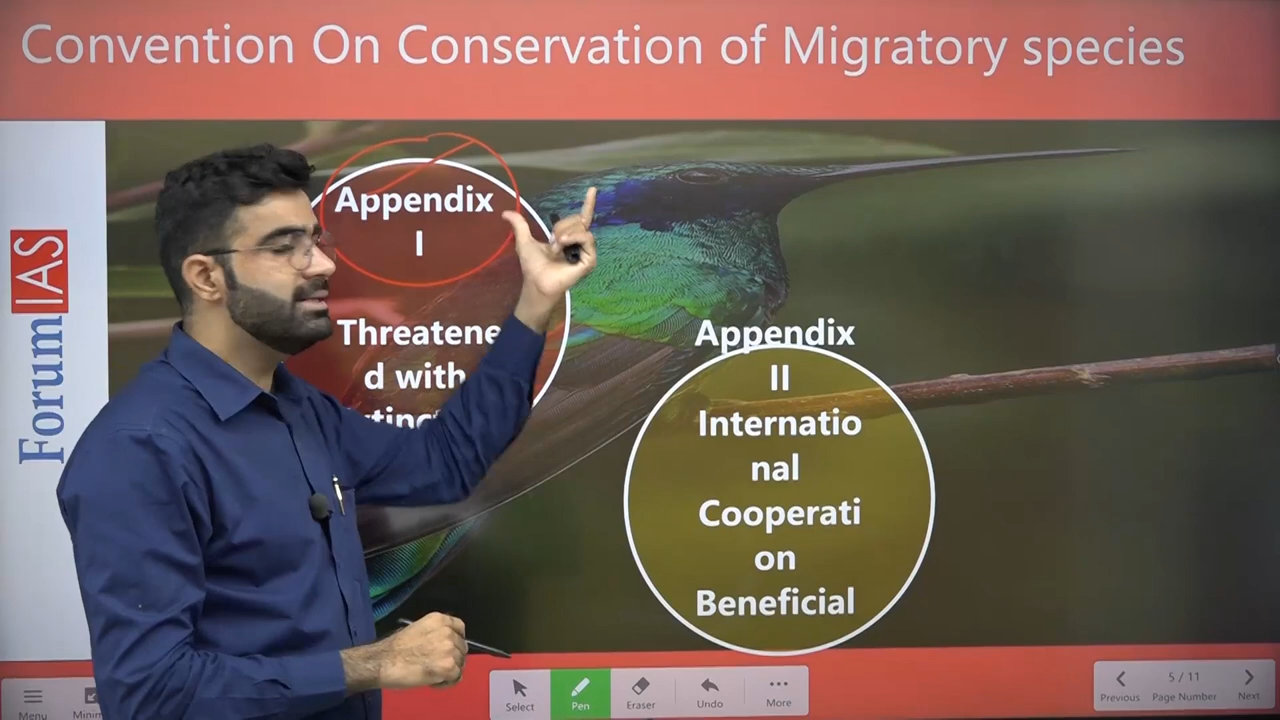 Convention On Conservation of Migratory species
Forum IAS
Appendix
I
Threatene
d with
Appendix
II
Internatio
nal
Cooperati
on
Beneficial
Menu
Select
Pen
Eraser
Undo
More
Previous
5 / 11
Page Number
Next